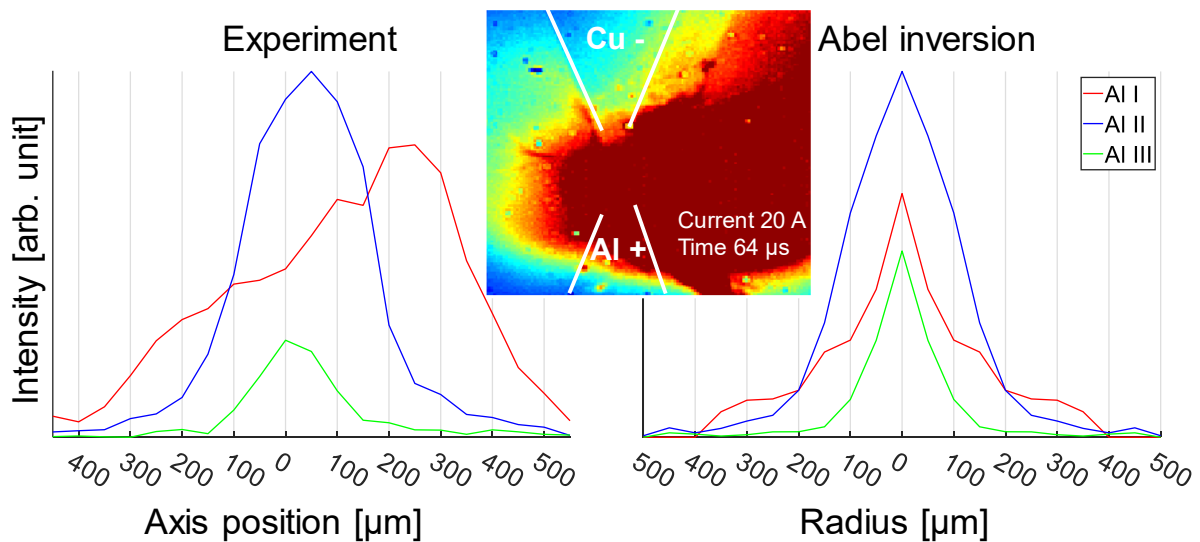 Experiment
Abel inversion
Cu -
Al +
Current 20 A
Time 64 µs
Al I
Al II
Al III
Intensity [arb. unit]
400 300 200 100 0 100 200 300 400 500
500 400 300 200 100 0 100 200 300 400 500
Axis position [µm]
Radius [µm]